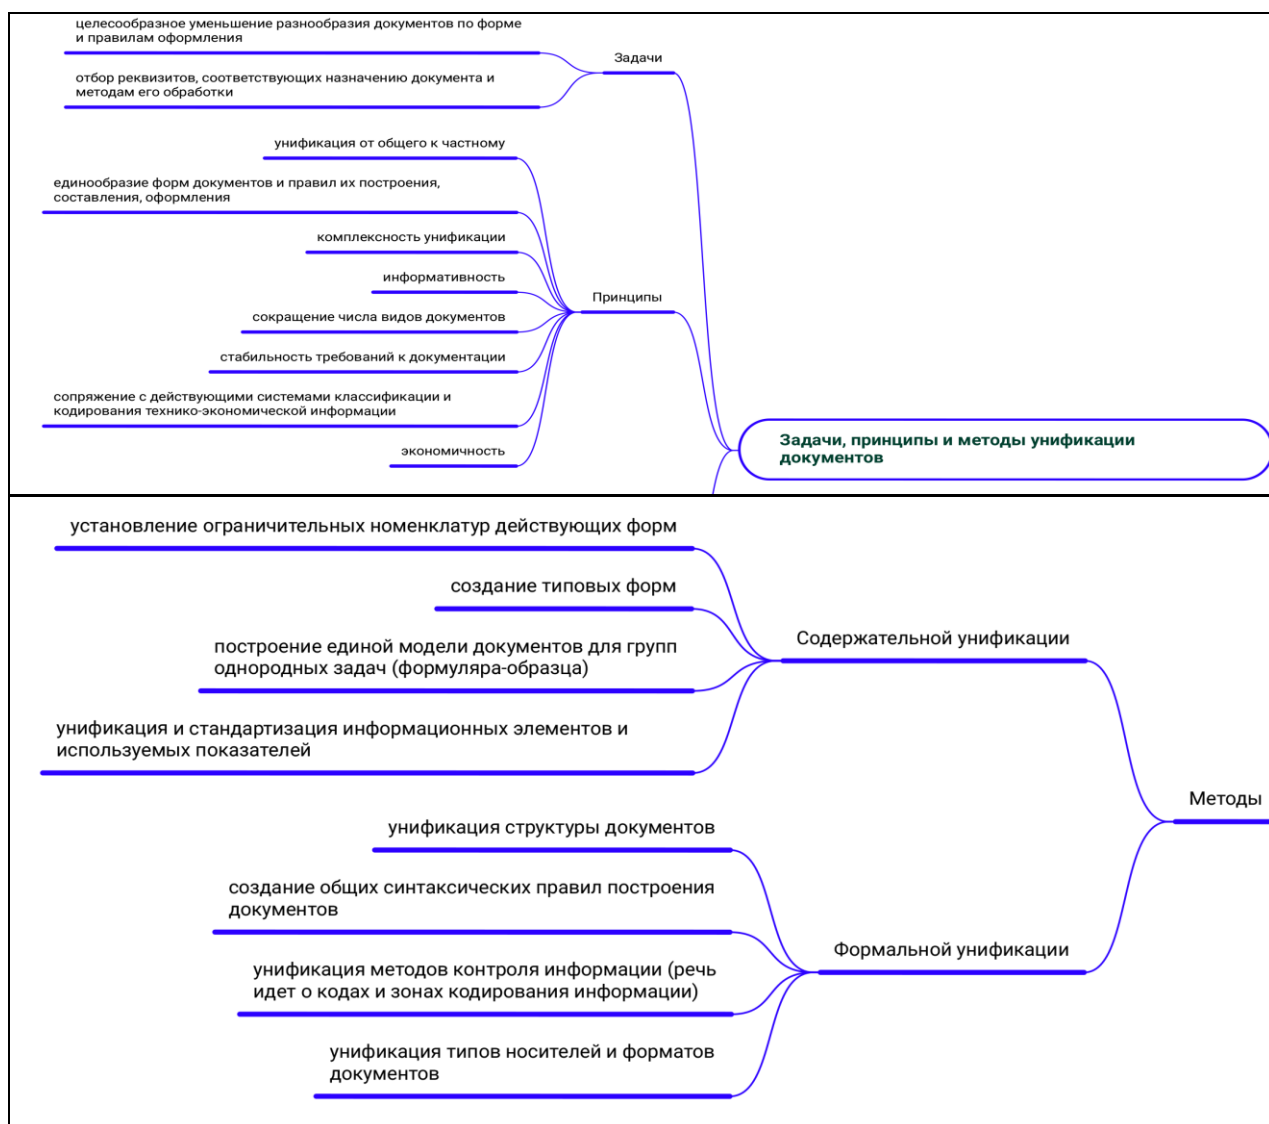 целесообразное уменьшение разнообразия документов по форме
и правилам оформления
Задачи
отбор реквизитов, соответствующих назначению документа и
методам его обработки
унификация от общего к частному
единообразие форм документов и правил их построения,
составления, оформления
комплексность унификации
информативность
Принципы
сокращение числа видов документов
стабильность требований к документации
сопряжение с действующими системами классификации и
кодирования технико-экономической информации
экономичность
Задачи, принципы и методы унификации
документов
установление ограничительных номенклатур действующих форм
создание типовых форм
Содержательной унификации
построение единой модели документов для групп
однородных задач (формуляра-образца)
унификация и стандартизация информационных элементов и
используемых показателей
Методы
унификация структуры документов
создание общих синтаксических правил построения
документов
Формальной унификации
унификация методов контроля информации (речь
идет о кодах и зонах кодирования информации)
унификация типов носителей и форматов
документов